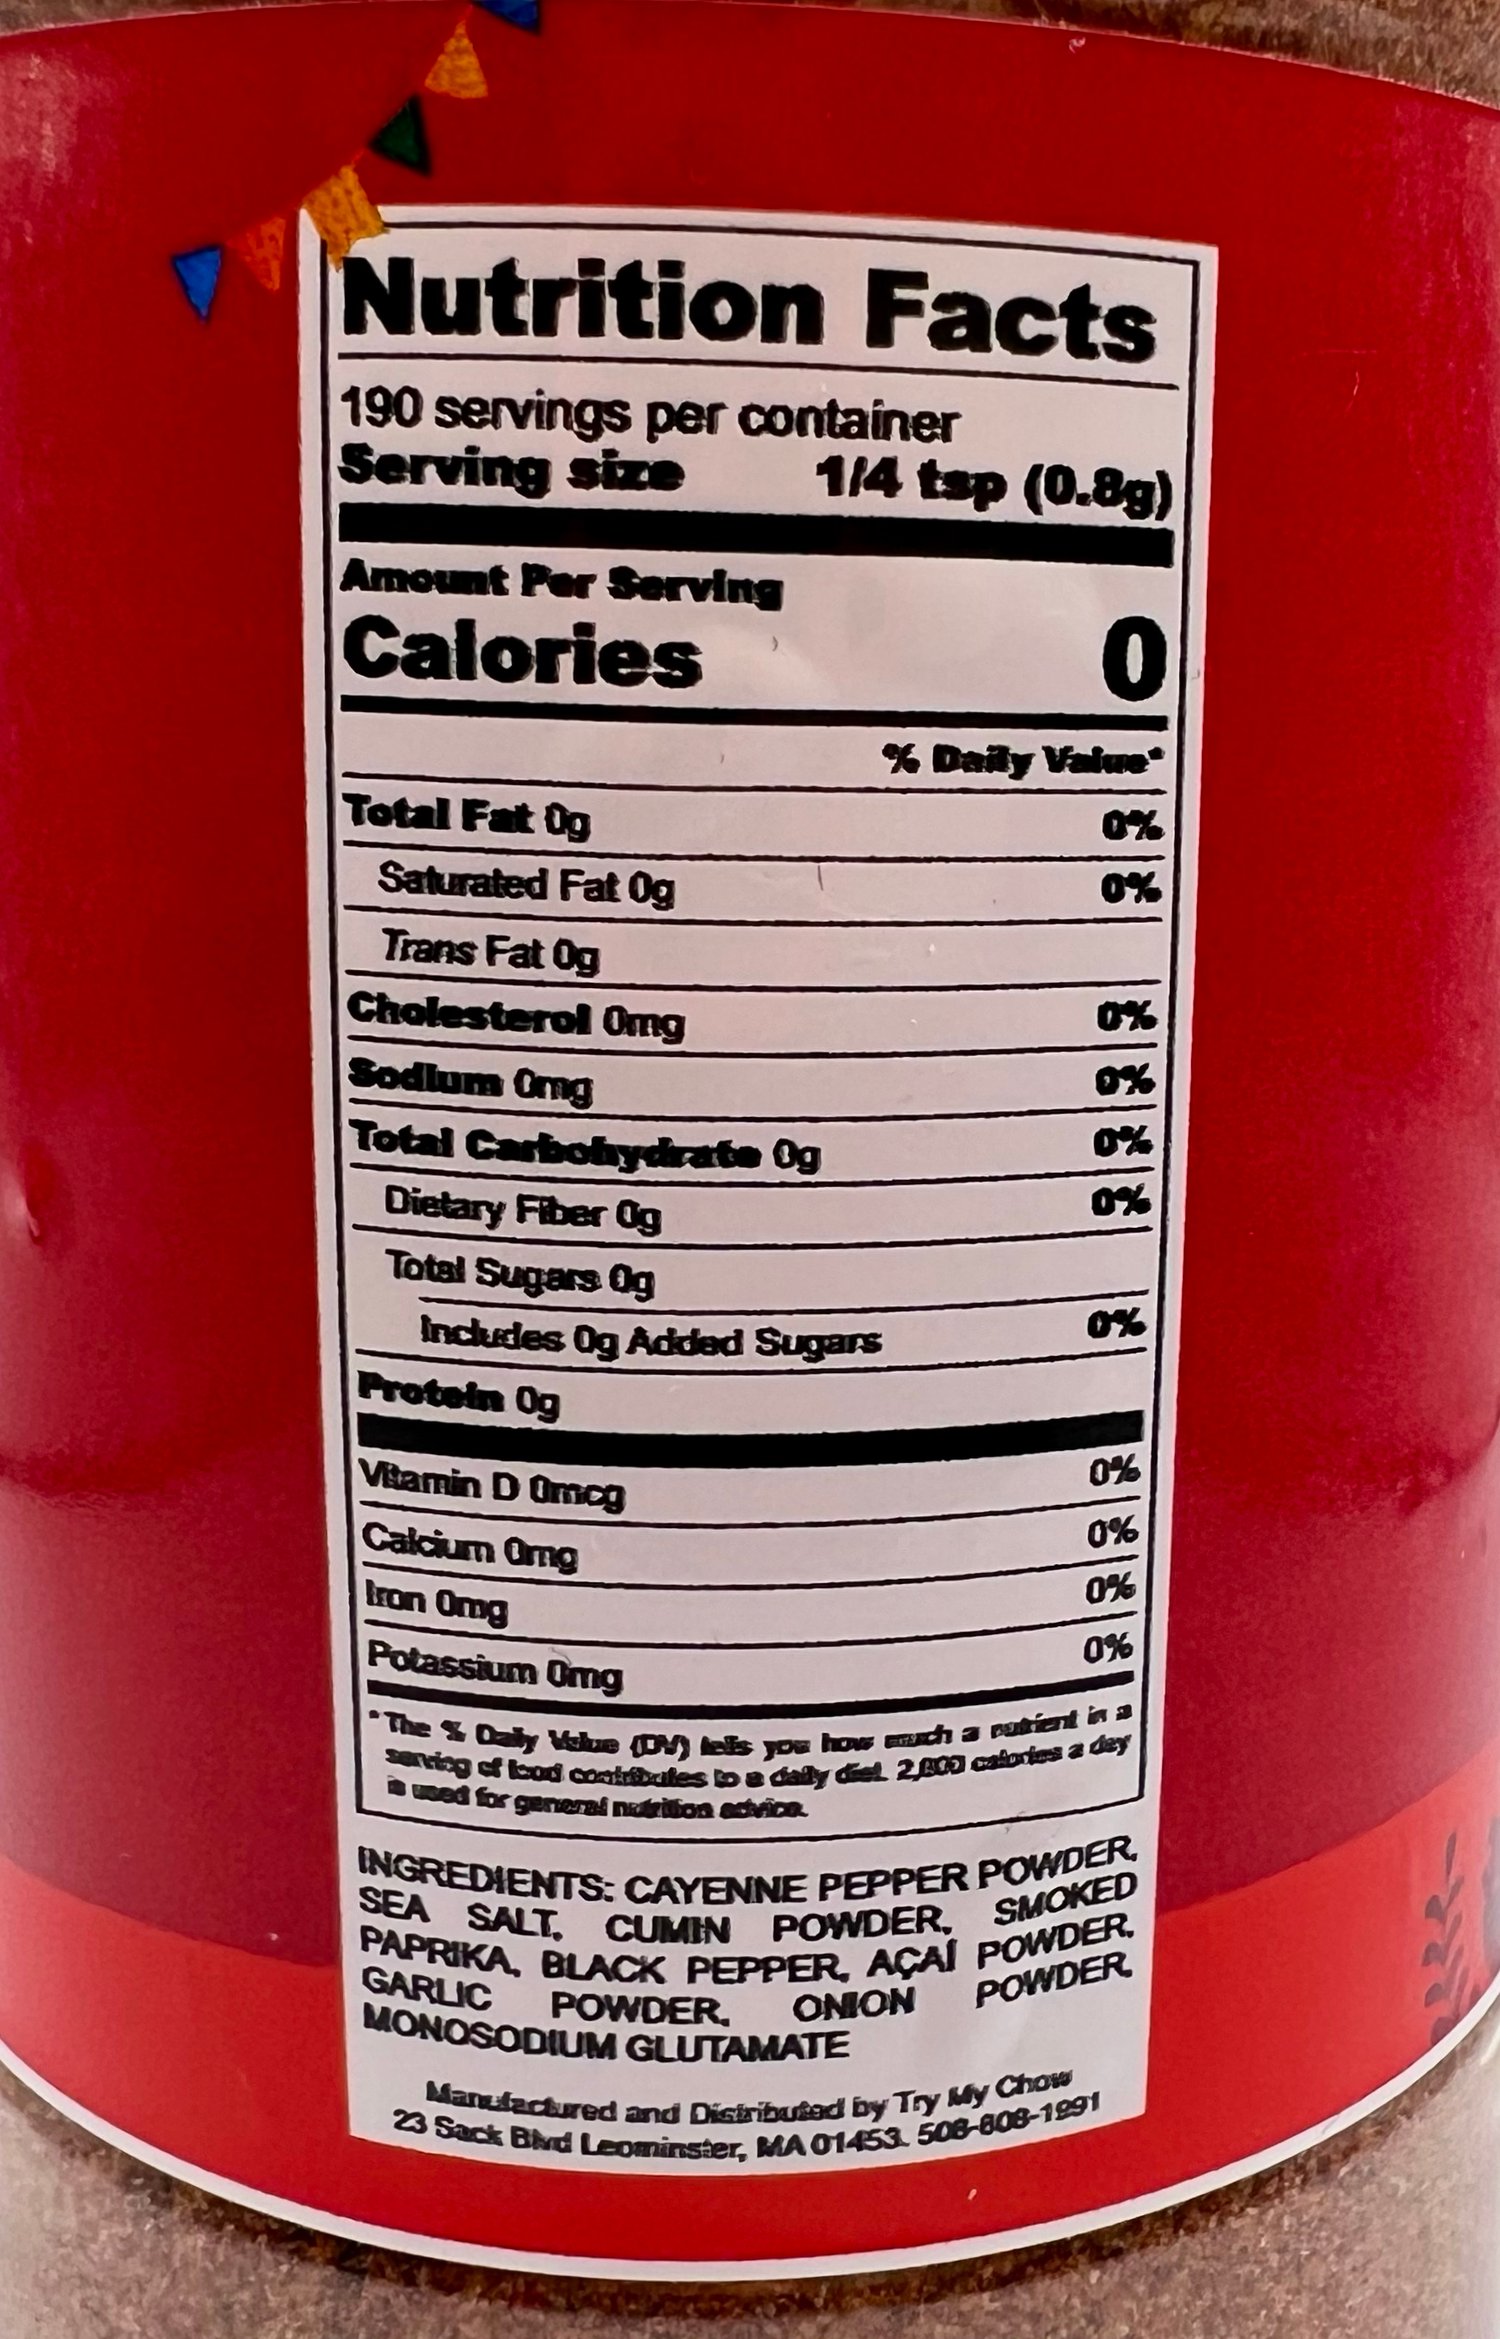 Nutrition Facts
190 servings per container
Serving size 1/4 tsp (0.8g)
Amount Per Serving
Calories 0
% Daily Value*
Total Fat 0g 0%
Saturated Fat 0g 0%
Trans Fat 0g
Cholesterol 0mg 0%
Sodium 0mg 0%
Total Carbohydrate 0g 0%
Dietary Fiber 0g 0%
Total Sugars 0g
Includes 0g Added Sugars 0%
Protein 0g
Vitamin D 0mcg 0%
Calcium 0mg 0%
Iron 0mg 0%
Potassium 0mg 0%
* The % Daily Value (DV) tells you how much a nutrient in a
serving of food contributes to a daily diet. 2,000 calories a day
is used for general nutrition advice.
INGREDIENTS: CAYENNE PEPPER POWDER,
SEA SALT, CUMIN POWDER, SMOKED
PAPRIKA, BLACK PEPPER, AÇAÍ POWDER,
GARLIC POWDER, ONION POWDER,
MONOSODIUM GLUTAMATE
Manufactured and Distributed by Try My Chow
23 Sack Blvd Leominster, MA 01453. 508-808-1991